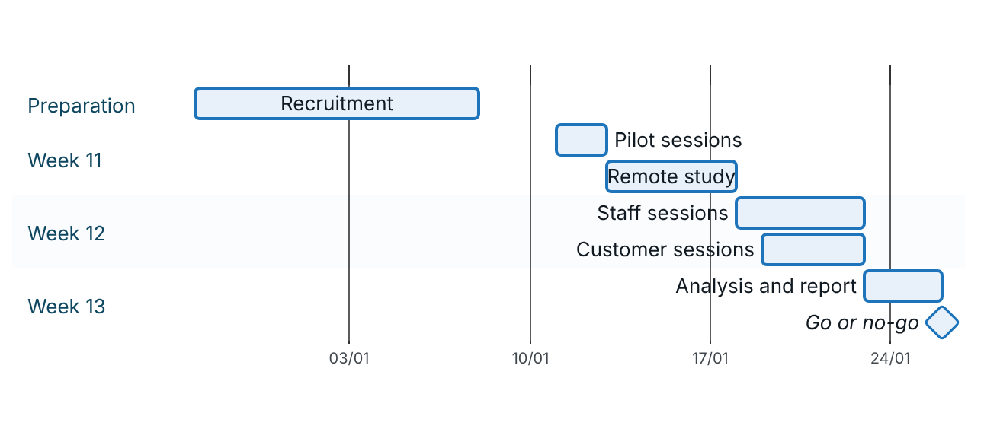 Preparation
Recruitment
Week 11
Pilot sessions
Remote study
Week 12
Staff sessions
Customer sessions
Week 13
Analysis and report
Go or no-go
03/01
10/01
17/01
24/01